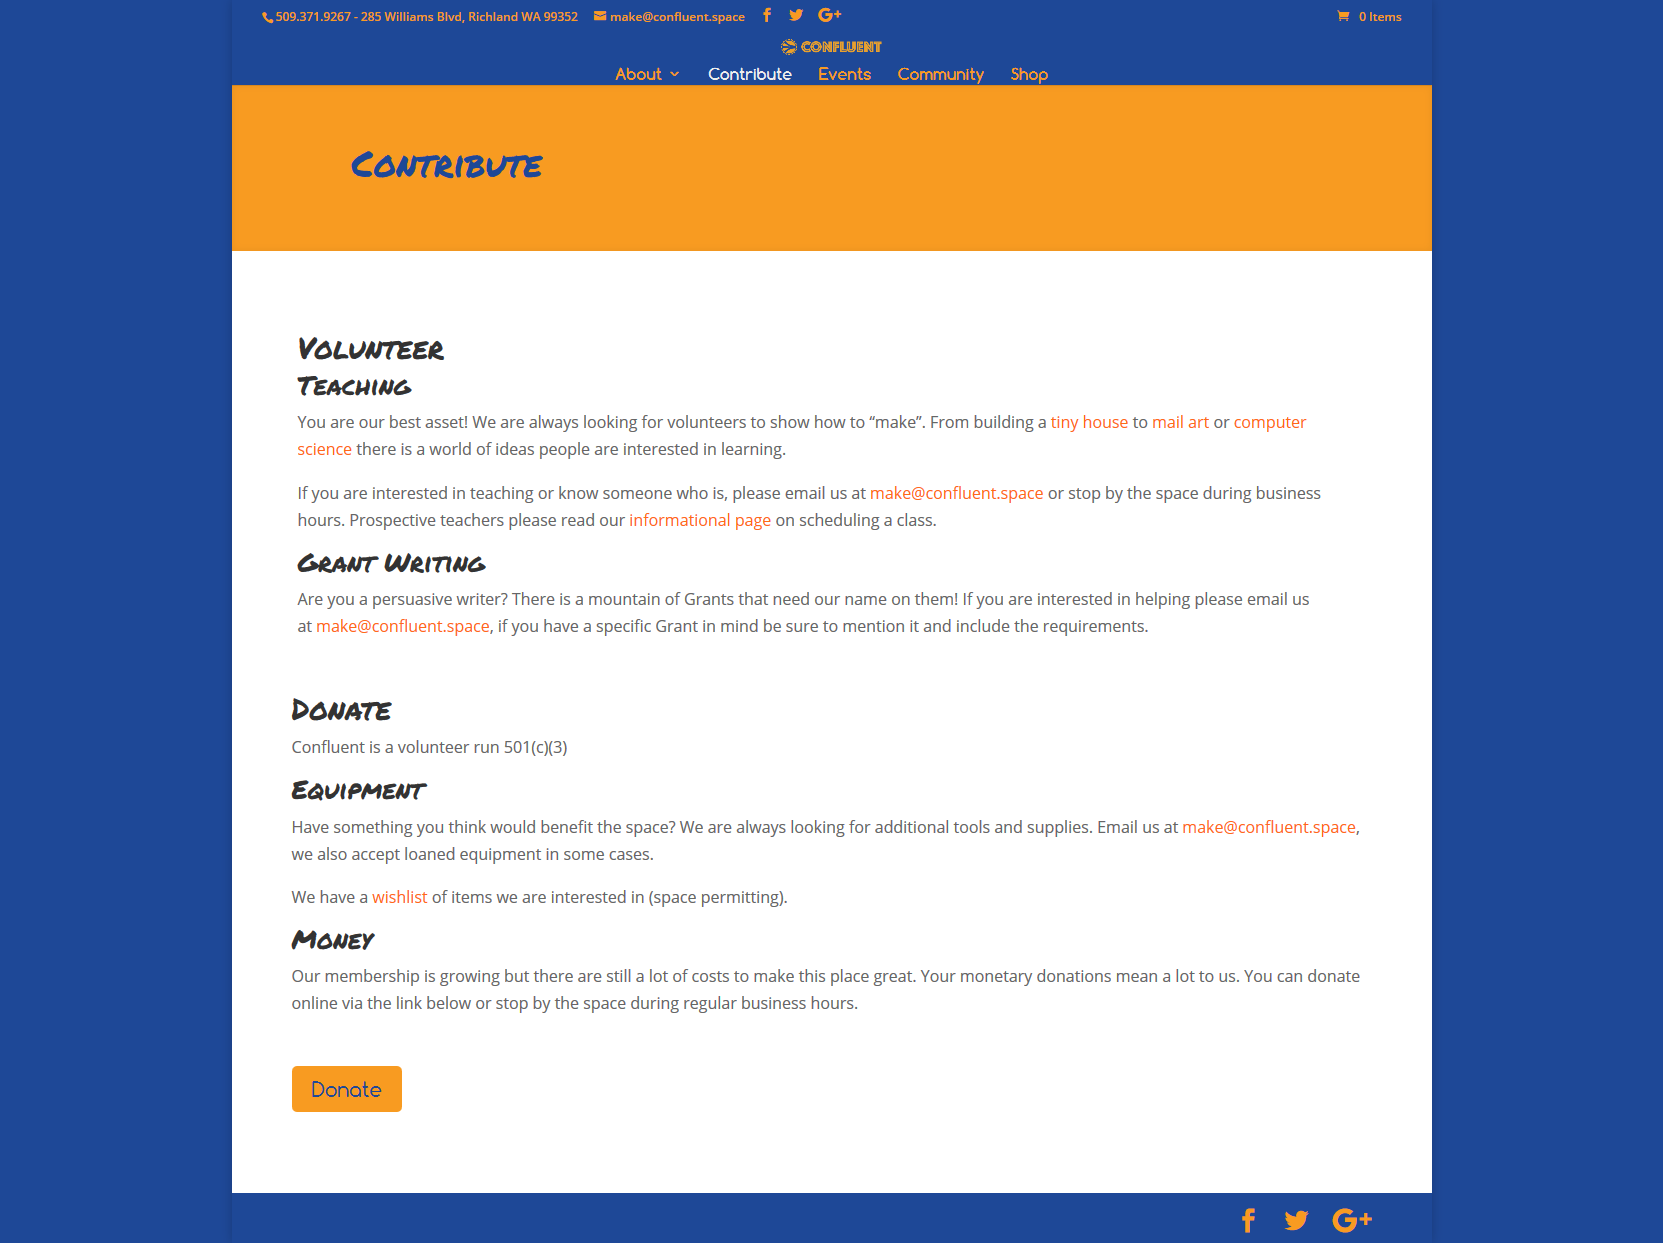 509.371.9267 - 285 Williams Blvd, Richland WA 99352 make@confluent.space 0 Items
CONFLUENT
About Contribute Events Community Shop
Contribute
Volunteer
Teaching
You are our best asset! We are always looking for volunteers to show how to “make”. From building a tiny house to mail art or computer
science there is a world of ideas people are interested in learning.
If you are interested in teaching or know someone who is, please email us at make@confluent.space or stop by the space during business
hours. Prospective teachers please read our informational page on scheduling a class.
Grant Writing
Are you a persuasive writer? There is a mountain of Grants that need our name on them! If you are interested in helping please email us
at make@confluent.space, if you have a specific Grant in mind be sure to mention it and include the requirements.
Donate
Confluent is a volunteer run 501(c)(3)
Equipment
Have something you think would benefit the space? We are always looking for additional tools and supplies. Email us at make@confluent.space,
we also accept loaned equipment in some cases.
We have a wishlist of items we are interested in (space permitting).
Money
Our membership is growing but there are still a lot of costs to make this place great. Your monetary donations mean a lot to us. You can donate
online via the link below or stop by the space during regular business hours.
Donate